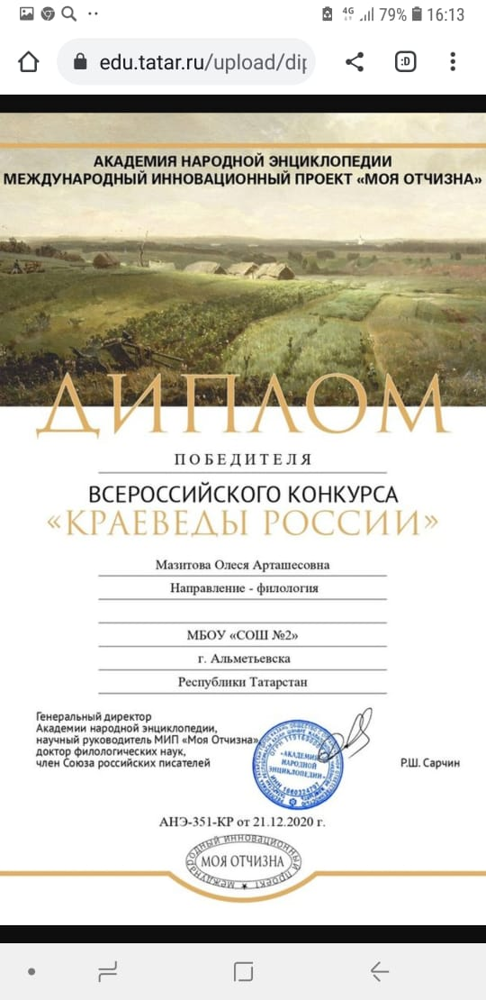 4G 79% 16:13
edu.tatar.ru/upload/dip
:D
АКАДЕМИЯ НАРОДНОЙ ЭНЦИКЛОПЕДИИ
МЕЖДУНАРОДНЫЙ ИННОВАЦИОННЫЙ ПРОЕКТ «МОЯ ОТЧИЗНА»
ДИПЛОМ
ПОБЕДИТЕЛЯ
ВСЕРОССИЙСКОГО КОНКУРСА
«КРАЕВЕДЫ РОССИИ»
Мазитова Олеся Арташесовна
Направление - филология
МБОУ «СОШ №2»
г. Альметьевска
Республики Татарстан
Генеральный директор
Академии народной энциклопедии,
научный руководитель МИП «Моя Отчизна»,
доктор филологических наук,
член Союза российских писателей
Р.Ш. Сарчин
«АКАДЕМИЯ
НАРОДНОЙ
ЭНЦИКЛОПЕДИИ»
АНЭ-351-КР от 21.12.2020 г.
МЕЖДУНАРОДНЫЙ ИННОВАЦИОННЫЙ ПРОЕКТ
МОЯ ОТЧИЗНА